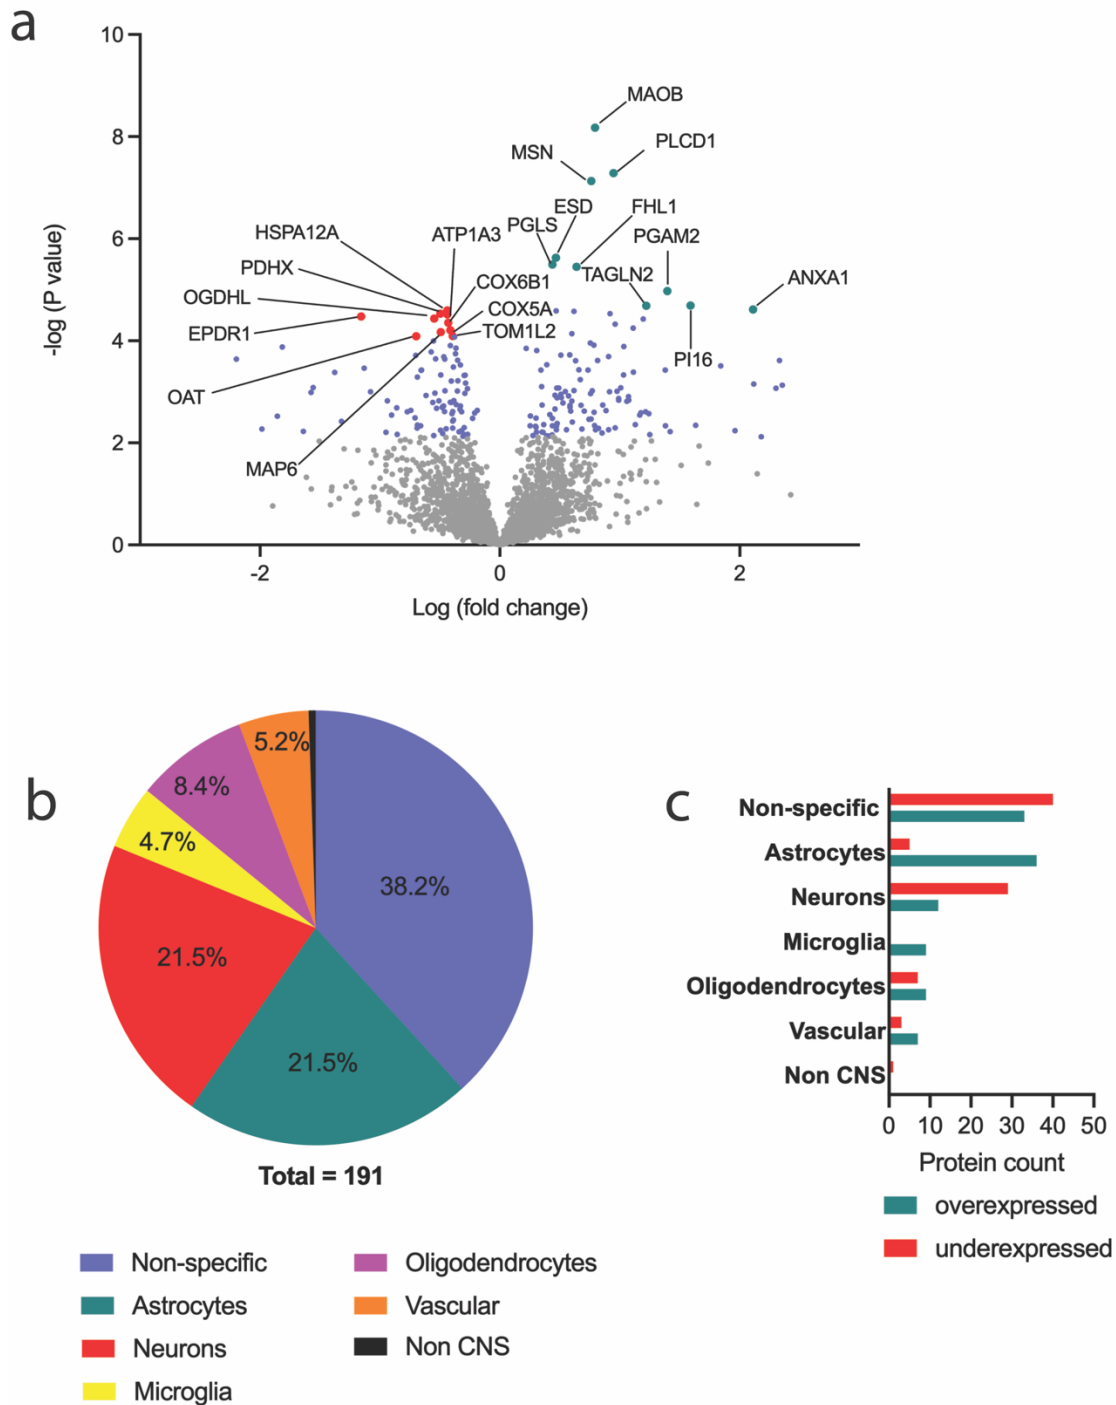 a
10
8
6
4
2
0
-log (P value)
MAOB
PLCD1
MSN
ESD
FHL1
PGLS
HSPA12A
ATP1A3
PGAM2
PDHX
TAGLN2
ANXA1
COX6B1
OGDHL
COX5A
EPDR1
TOM1L2
PI16
OAT
MAP6
-2
0
2
Log (fold change)
b
5.2%
8.4%
4.7%
38.2%
21.5%
21.5%
Total = 191
Non-specific
Astrocytes
Neurons
Microglia
Oligodendrocytes
Vascular
Non CNS
c
Non-specific
Astrocytes
Neurons
Microglia
Oligodendrocytes
Vascular
Non CNS
0 10 20 30 40 50
Protein count
overexpressed
underexpressed